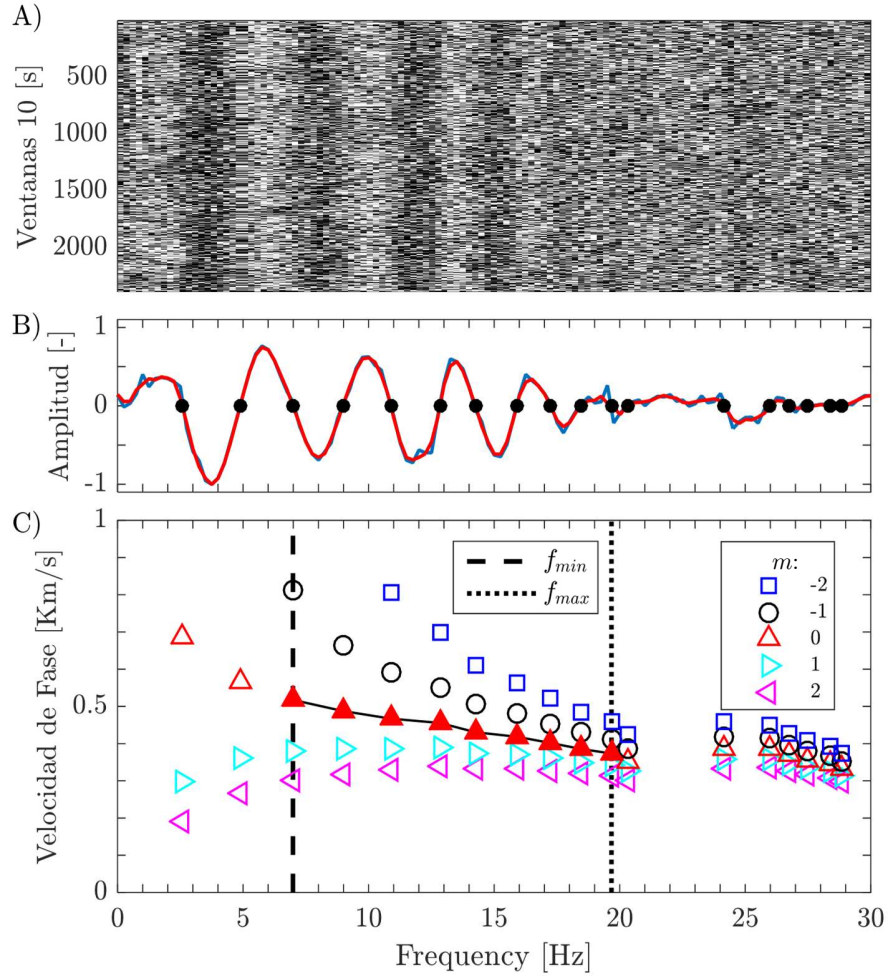 A)
Ventanas 10 [s]
500
1000
1500
2000
B)
Amplitud [-]
1
0
-1
C)
Velocidad de Fase [Km/s]
1
0.5
0
f_min
f_max
m:
-2
-1
0
1
2
0 5 10 15 20 25 30
Frequency [Hz]